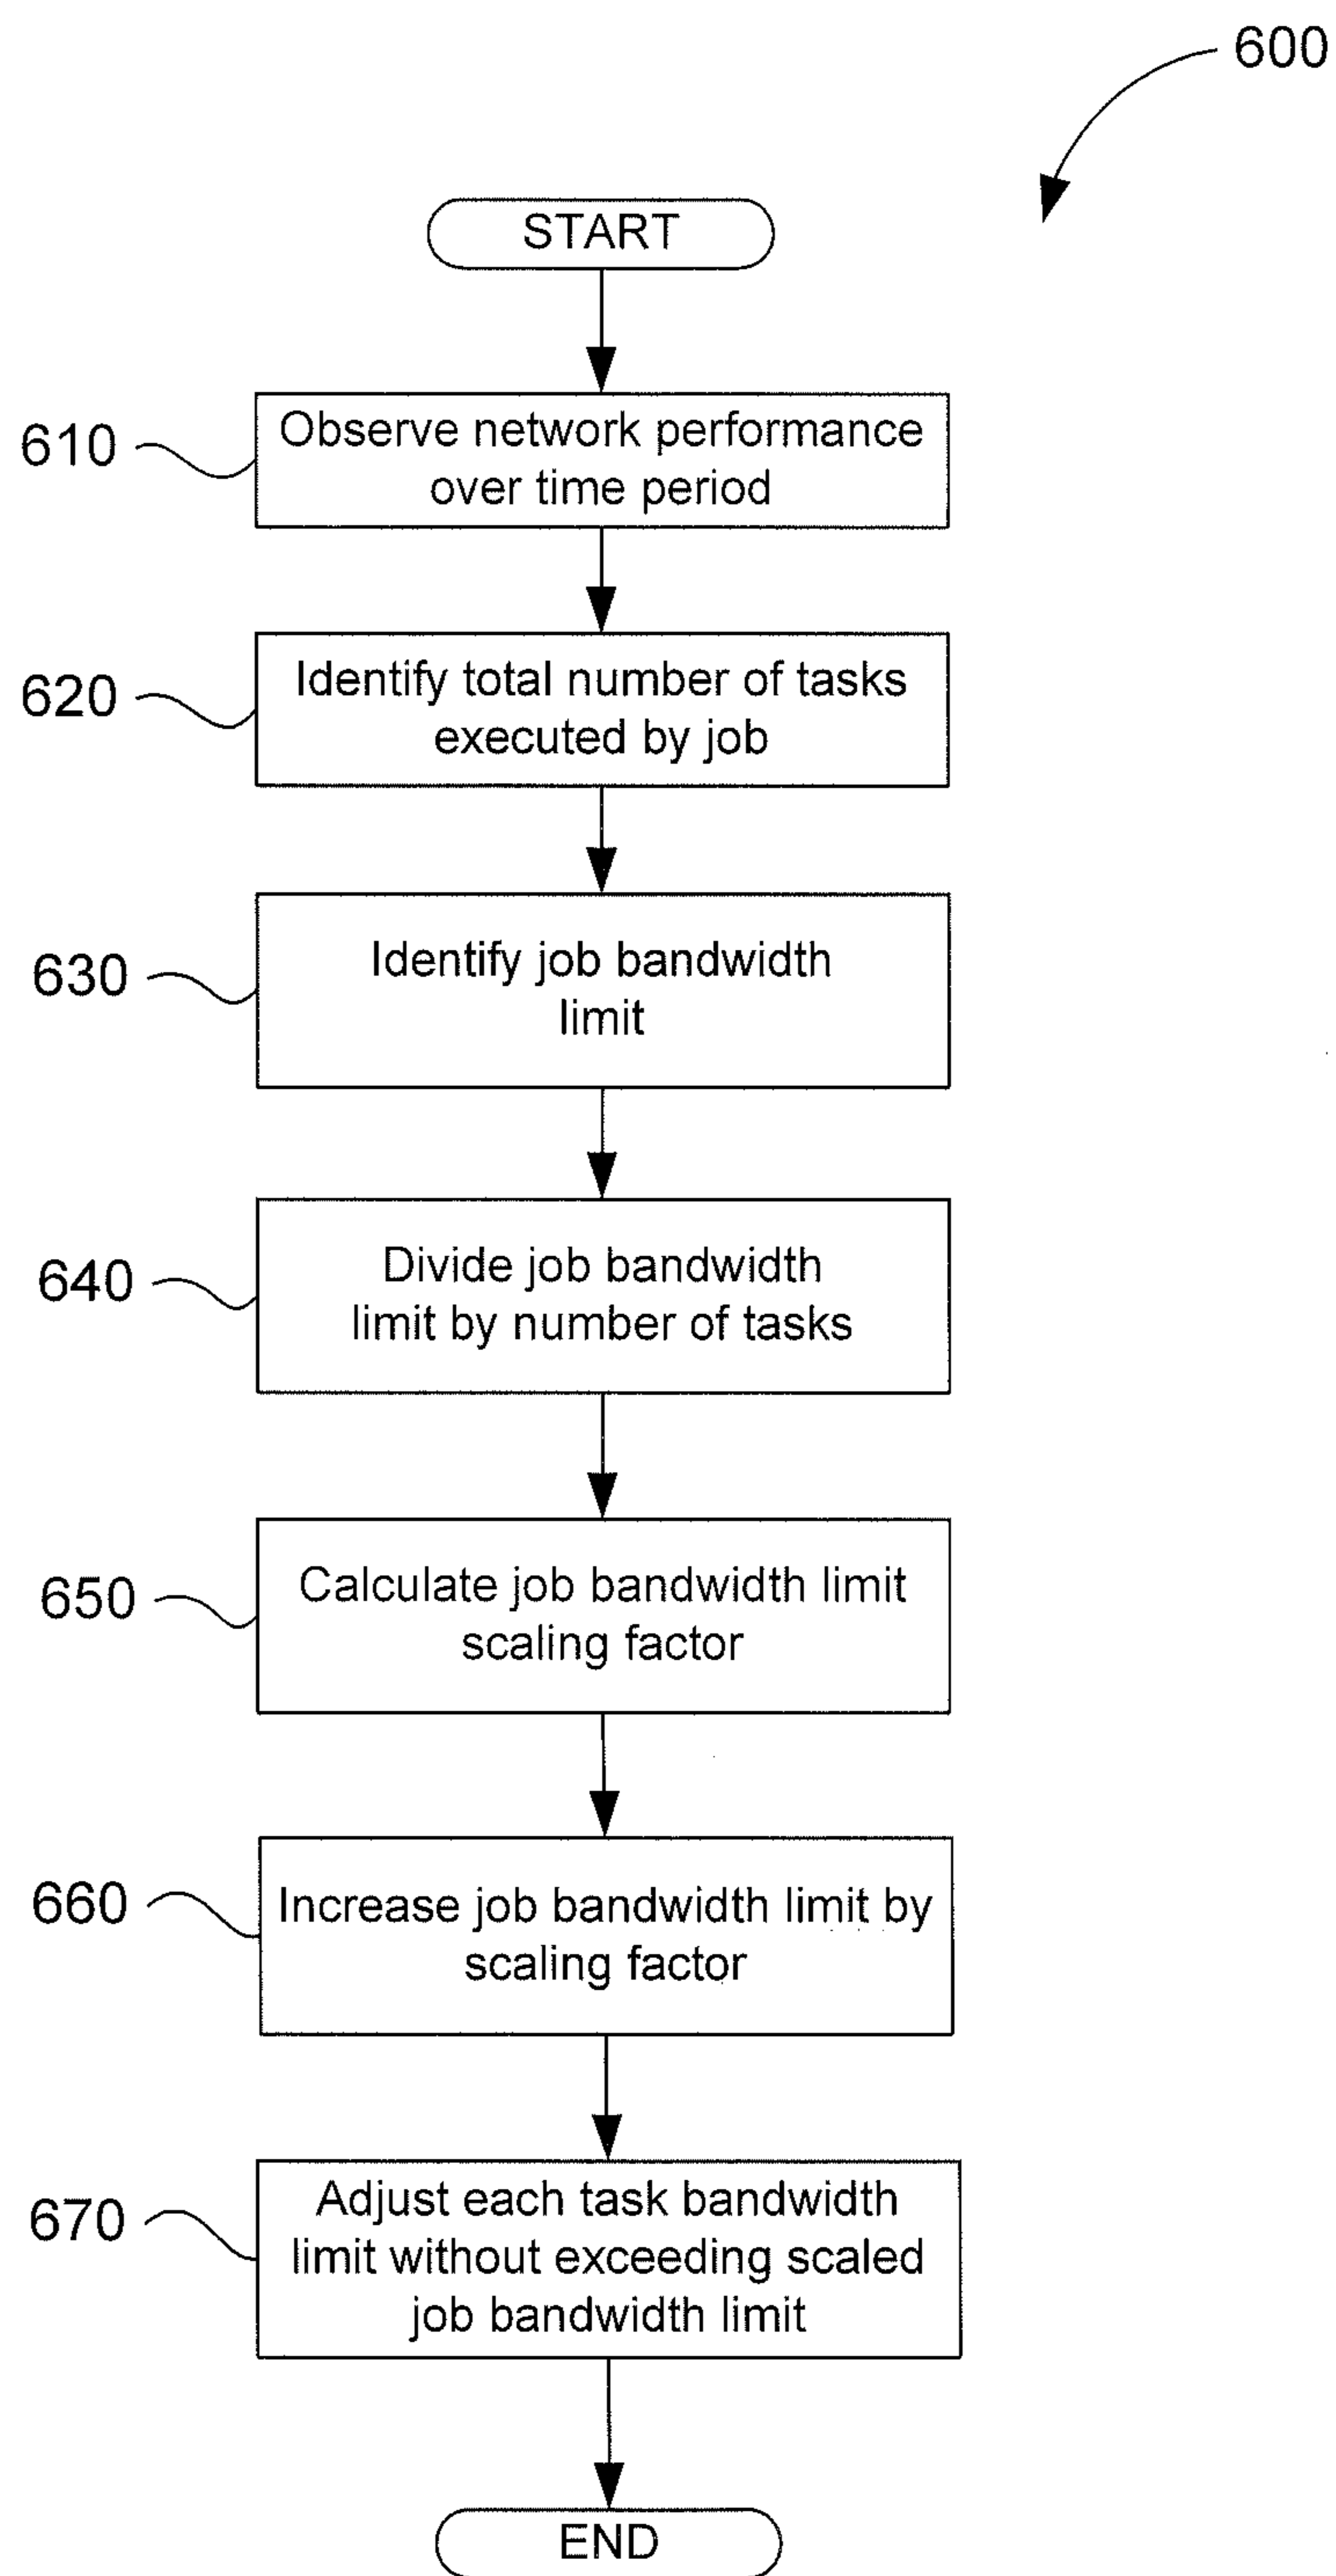 600
START
610
Observe network performance
over time period
620
Identify total number of tasks
executed by job
630
Identify job bandwidth
limit
640
Divide job bandwidth
limit by number of tasks
650
Calculate job bandwidth limit
scaling factor
660
Increase job bandwidth limit by
scaling factor
670
Adjust each task bandwidth
limit without exceeding scaled
job bandwidth limit
END